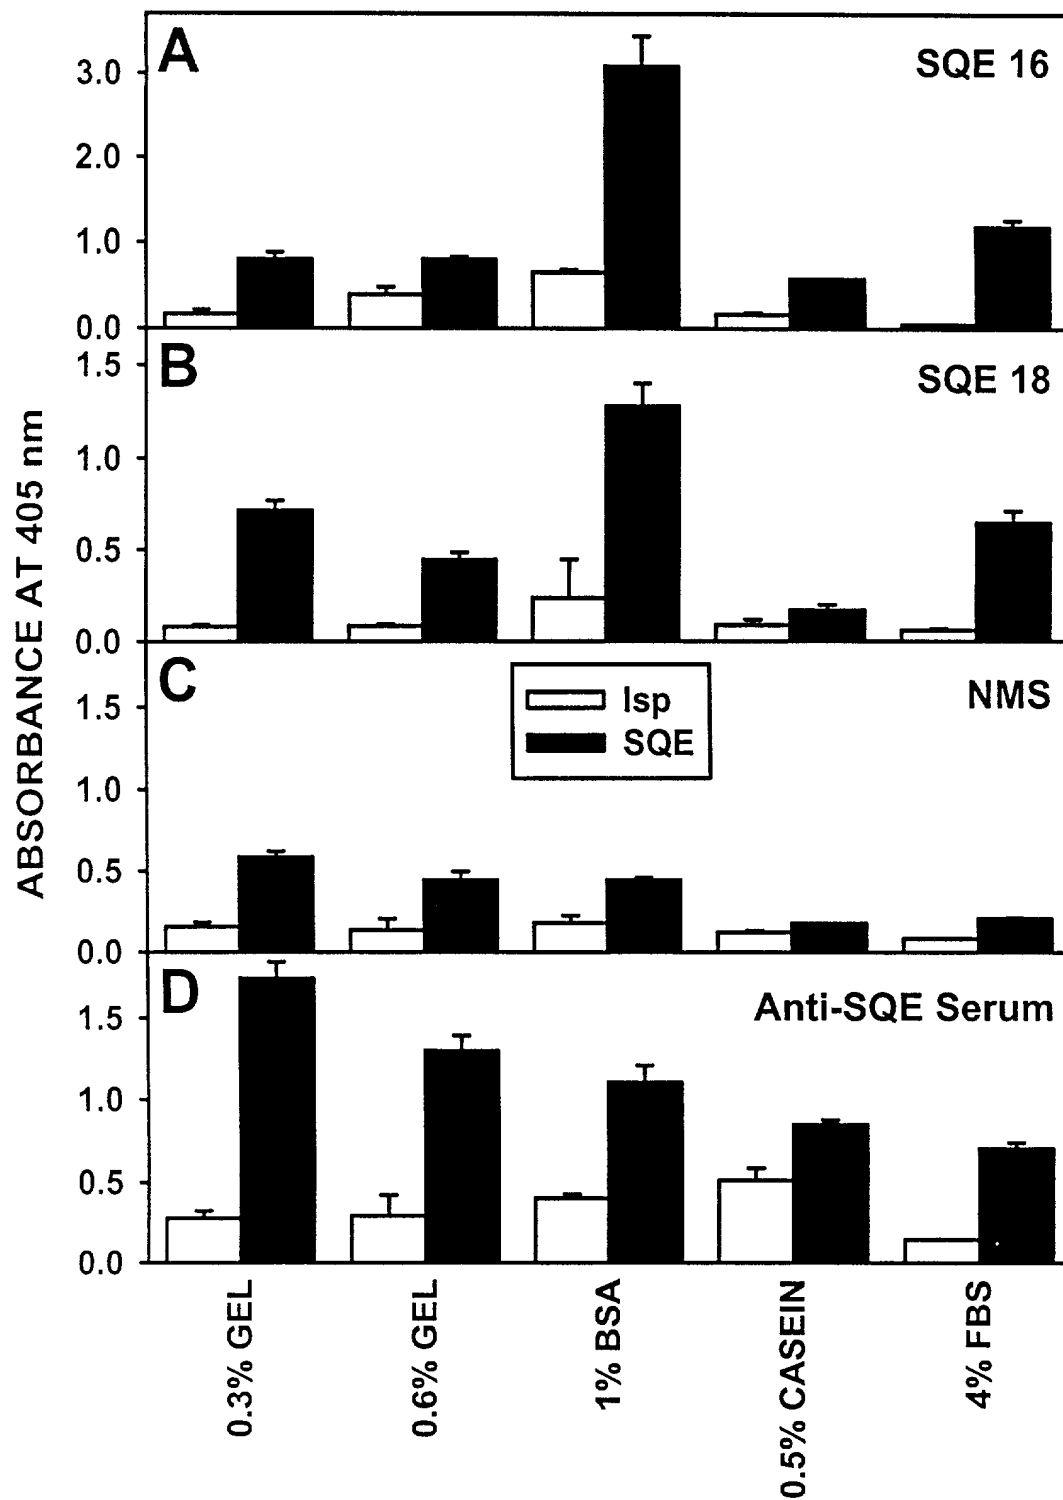 ABSORBANCE AT 405 nm
A
SQE 16
3.0
2.0
1.0
0.0
B
SQE 18
1.5
1.0
0.5
0.0
C
NMS
Isp
SQE
1.5
1.0
0.5
0.0
D
Anti-SQE Serum
1.5
1.0
0.5
0.0
0.3% GEL
0.6% GEL
1% BSA
0.5% CASEIN
4% FBS